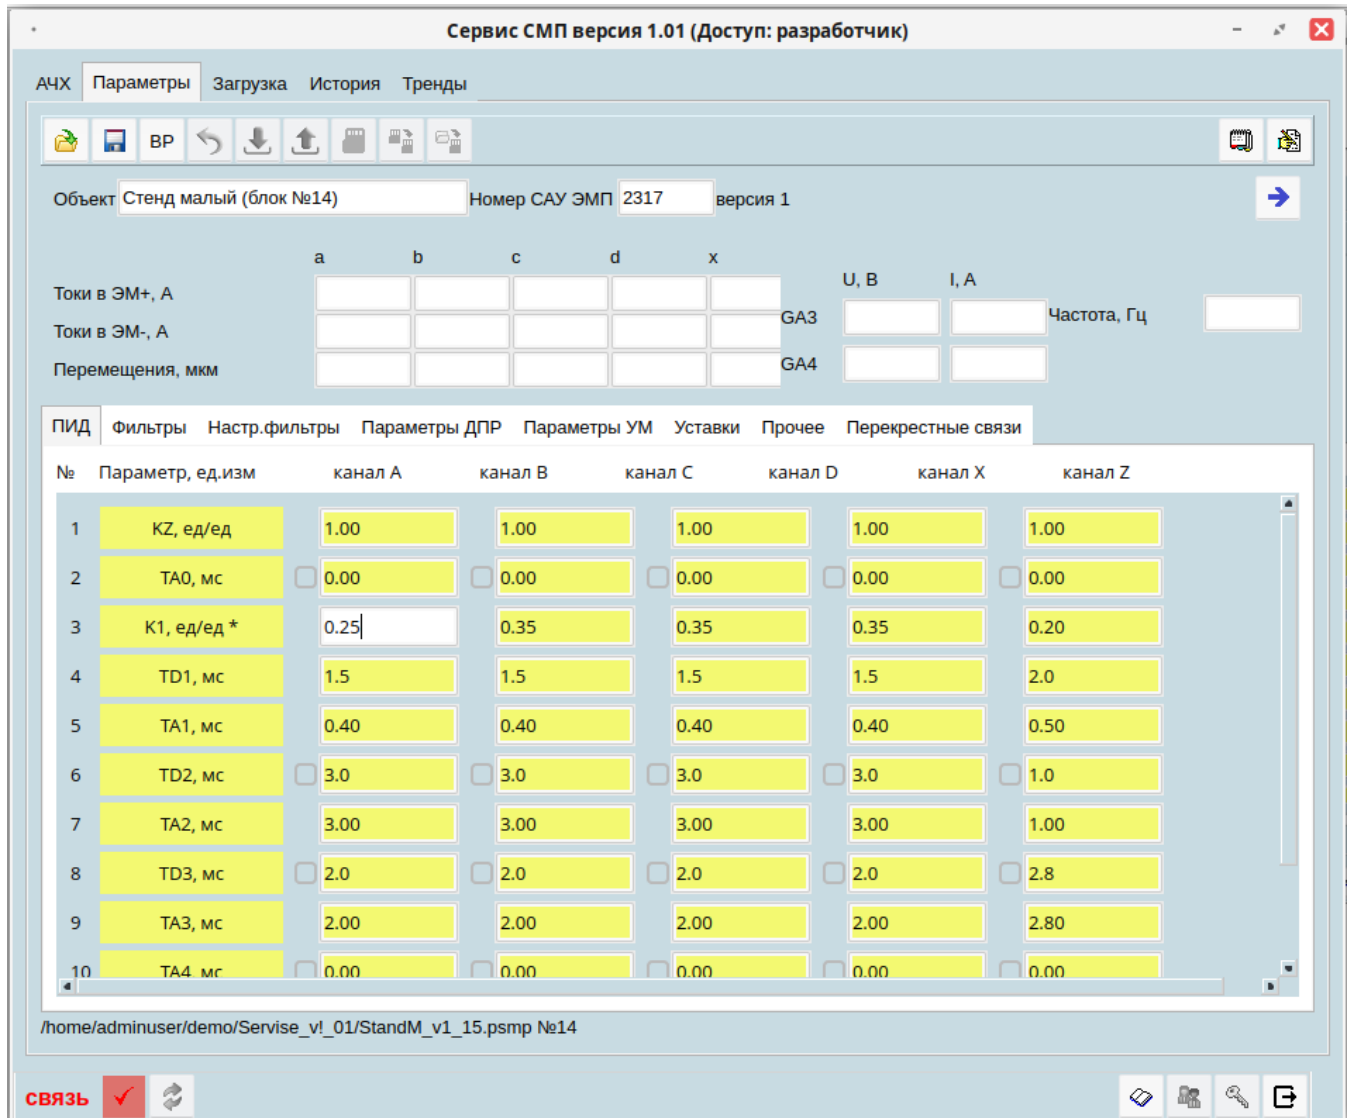 Сервис СМП версия 1.01 (Доступ: разработчик)
АЧХ Параметры Загрузка История Тренды
ВР
Объект Стенд малый (блок №14) Номер САУ ЭМП 2317 версия 1
a b c d x
U, В I, А
Токи в ЭМ+, А
GA3 Частота, Гц
Токи в ЭМ-, А
GA4
Перемещения, мкм
ПИД Фильтры Настр.фильтры Параметры ДПР Параметры УМ Уставки Прочее Перекрестные связи
№ Параметр, ед.изм канал A канал B канал C канал D канал X канал Z
1 KZ, ед/ед 1.00 1.00 1.00 1.00 1.00
2 TA0, мс 0.00 0.00 0.00 0.00 0.00
3 K1, ед/ед * 0.25 0.35 0.35 0.35 0.20
4 TD1, мс 1.5 1.5 1.5 1.5 2.0
5 TA1, мс 0.40 0.40 0.40 0.40 0.50
6 TD2, мс 3.0 3.0 3.0 3.0 1.0
7 TA2, мс 3.00 3.00 3.00 3.00 1.00
8 TD3, мс 2.0 2.0 2.0 2.0 2.8
9 TA3, мс 2.00 2.00 2.00 2.00 2.80
10 TA4, мс 0.00 0.00 0.00 0.00 0.00
/home/adminuser/demo/Servise_v!_01/StandM_v1_15.psmp №14
связь